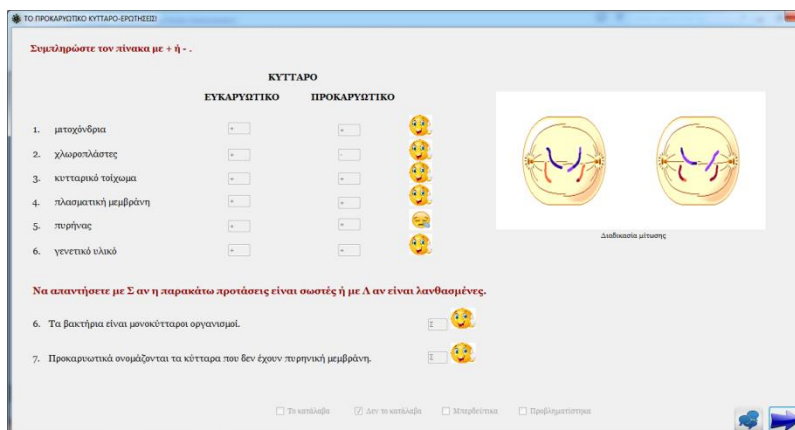 ΤΟ ΠΡΟΚΑΡΥΩΤΙΚΟ ΚΥΤΤΑΡΟ-ΕΡΩΤΗΣΕΙΣ!
Συμπληρώστε τον πίνακα με + ή - .
ΚΥΤΤΑΡΟ
ΕΥΚΑΡΥΩΤΙΚΟ ΠΡΟΚΑΡΥΩΤΙΚΟ
1. μιτοχόνδρια + +
2. χλωροπλάστες + -
3. κυτταρικό τοίχωμα + +
4. πλασματική μεμβράνη + +
5. πυρήνας + +
6. γενετικό υλικό + +
Διαδικασία μίτωσης
Να απαντήσετε με Σ αν η παρακάτω προτάσεις είναι σωστές ή με Λ αν είναι λανθασμένες.
6. Τα βακτήρια είναι μονοκύτταροι οργανισμοί. Σ
7. Προκαρυωτικά ονομάζονται τα κύτταρα που δεν έχουν πυρηνική μεμβράνη. Σ
Το κατάλαβα Δεν το κατάλαβα Μπερδεύτηκα Προβληματίστηκα